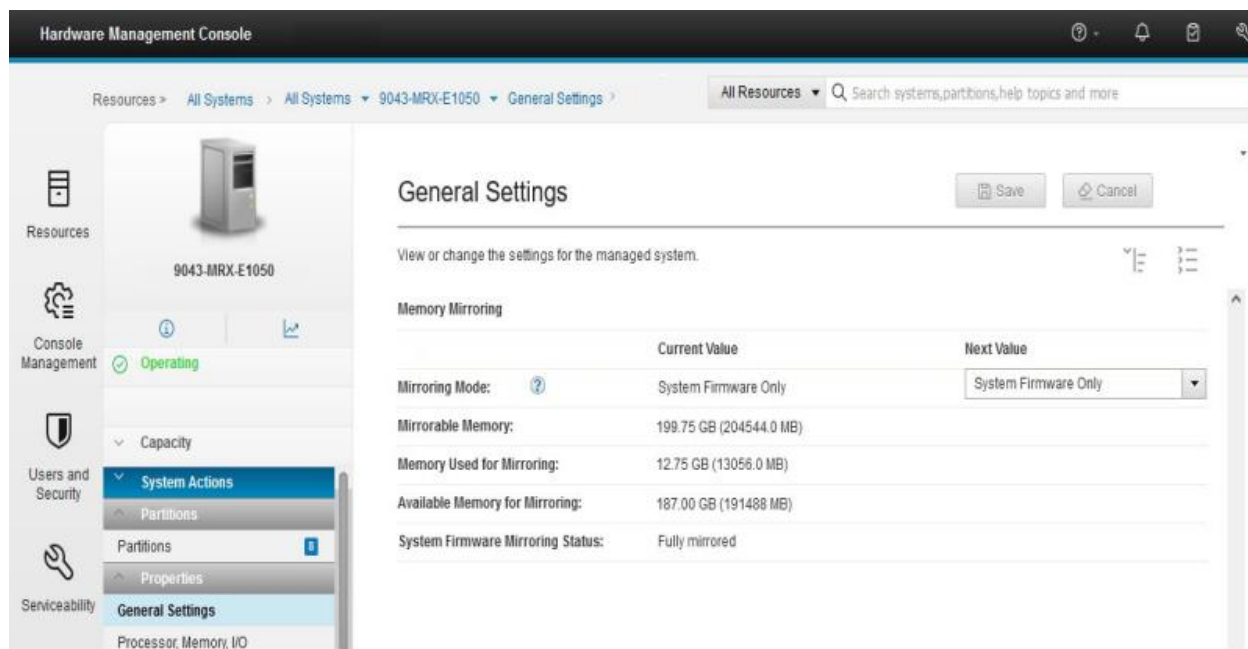 Hardware Management Console
Resources > All Systems > All Systems 9043-MRX-E1050 General Settings >
All Resources Search systems,partitions,help topics and more
General Settings
Save Cancel
Resources
View or change the settings for the managed system.
9043-MRX-E1050
Memory Mirroring
Console
Management
Operating
Current Value Next Value
Mirroring Mode: ? System Firmware Only System Firmware Only
Mirrorable Memory: 199.75 GB (204544.0 MB)
Capacity
Memory Used for Mirroring: 12.75 GB (13056.0 MB)
Users and
Security
System Actions
Available Memory for Mirroring: 187.00 GB (191488 MB)
Partitions
System Firmware Mirroring Status: Fully mirrored
Partitions
Properties
Serviceability
General Settings
Processor, Memory, I/O